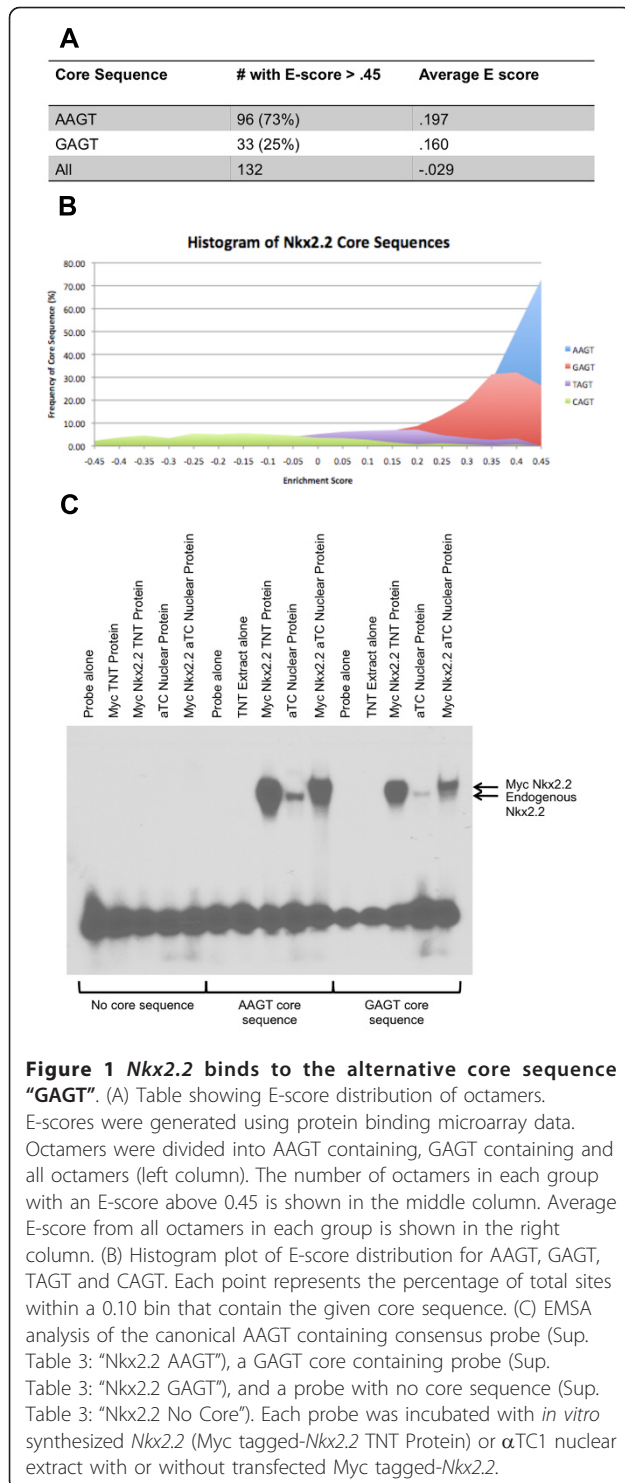 A
Core Sequence # with E-score > .45 Average E score
AAGT 96 (73%) .197
GAGT 33 (25%) .160
All 132 -.029
B
Histogram of Nkx2.2 Core Sequences
Frequency of Core Sequence (%)
80.00
70.00
60.00
50.00
40.00
30.00
20.00
10.00
0.00
-0.45 -0.4 -0.35 -0.3 -0.25 -0.2 -0.15 -0.1 -0.05 0 0.05 0.1 0.15 0.2 0.25 0.3 0.35 0.4 0.45
Enrichment Score
AAGT
GAGT
TAGT
CAGT
C
Probe alone
Myc TNT Protein
Myc Nkx2.2 TNT Protein
aTC Nuclear Protein
Myc Nkx2.2 aTC Nuclear Protein
Probe alone
TNT Extract alone
Myc Nkx2.2 TNT Protein
aTC Nuclear Protein
Myc Nkx2.2 aTC Nuclear Protein
Probe alone
TNT Extract alone
Myc Nkx2.2 TNT Protein
aTC Nuclear Protein
Myc Nkx2.2 aTC Nuclear Protein
Myc Nkx2.2
Endogenous
Nkx2.2
No core sequence
AAGT core
sequence
GAGT core
sequence
Figure 1 Nkx2.2 binds to the alternative core sequence
"GAGT". (A) Table showing E-score distribution of octamers.
E-scores were generated using protein binding microarray data.
Octamers were divided into AAGT containing, GAGT containing and
all octamers (left column). The number of octamers in each group
with an E-score above 0.45 is shown in the middle column. Average
E-score from all octamers in each group is shown in the right
column. (B) Histogram plot of E-score distribution for AAGT, GAGT,
TAGT and CAGT. Each point represents the percentage of total sites
within a 0.10 bin that contain the given core sequence. (C) EMSA
analysis of the canonical AAGT containing consensus probe (Sup.
Table 3: "Nkx2.2 AAGT"), a GAGT core containing probe (Sup.
Table 3: "Nkx2.2 GAGT"), and a probe with no core sequence (Sup.
Table 3: "Nkx2.2 No Core"). Each probe was incubated with in vitro
synthesized Nkx2.2 (Myc tagged-Nkx2.2 TNT Protein) or αTC1 nuclear
extract with or without transfected Myc tagged-Nkx2.2.